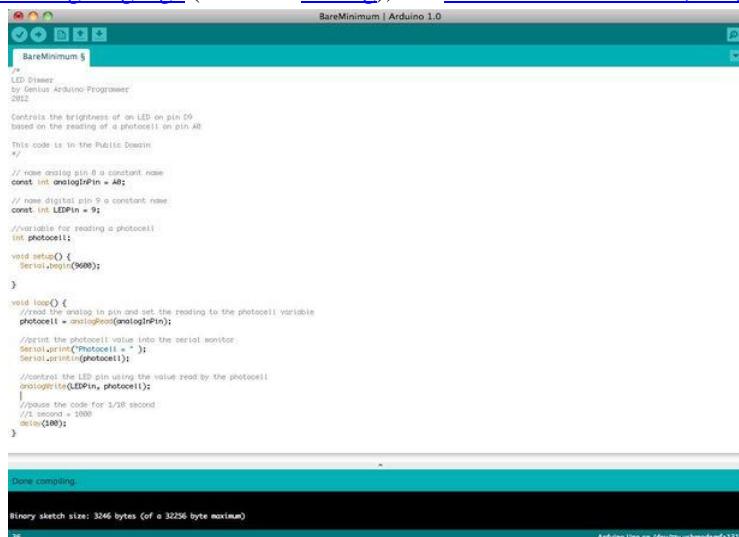 BareMinimum | Arduino 1.0
BareMinimum §
/*
LED Dimmer
by Genius Arduino Programmer
2012
Controls the brightness of an LED on pin D9
based on the reading of a photocell on pin A0
This code is in the Public Domain
*/
// name analog pin 0 a constant name
const int analogInPin = A0;
// name digital pin 9 a constant name
const int LEDPin = 9;
//variable for reading a photocell
int photocell;
void setup() {
Serial.begin(9600);
}
void loop() {
//read the analog in pin and set the reading to the photocell variable
photocell = analogRead(analogInPin);
//print the photocell value into the serial monitor
Serial.print("Photocell = " );
Serial.println(photocell);
//control the LED pin using the value read by the photocell
analogWrite(LEDPin, photocell);
//pause the code for 1/10 second
//1 second = 1000
delay(100);
}
Done compiling.
Binary sketch size: 3246 bytes (of a 32256 byte maximum)
36
Arduino Uno on